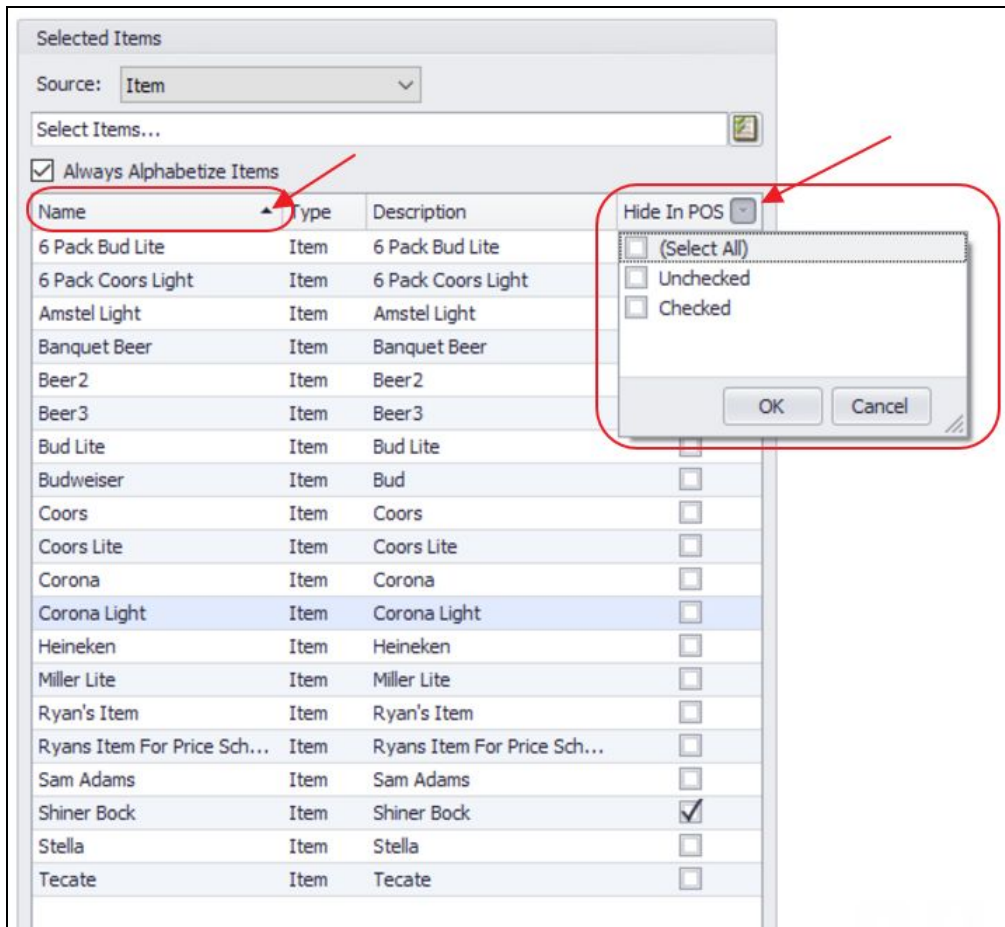 Selected Items
Source: Item
Select Items...
Always Alphabetize Items
Name Type Description Hide In POS
6 Pack Bud Lite Item 6 Pack Bud Lite (Select All)
6 Pack Coors Light Item 6 Pack Coors Light Unchecked
Amstel Light Item Amstel Light Checked
Banquet Beer Item Banquet Beer
Beer2 Item Beer2
Beer3 Item Beer3 OK Cancel
Bud Lite Item Bud Lite
Budweiser Item Bud
Coors Item Coors
Coors Lite Item Coors Lite
Corona Item Corona
Corona Light Item Corona Light
Heineken Item Heineken
Miller Lite Item Miller Lite
Ryan's Item Item Ryan's Item
Ryans Item For Price Sch... Item Ryans Item For Price Sch...
Sam Adams Item Sam Adams
Shiner Bock Item Shiner Bock
Stella Item Stella
Tecate Item Tecate